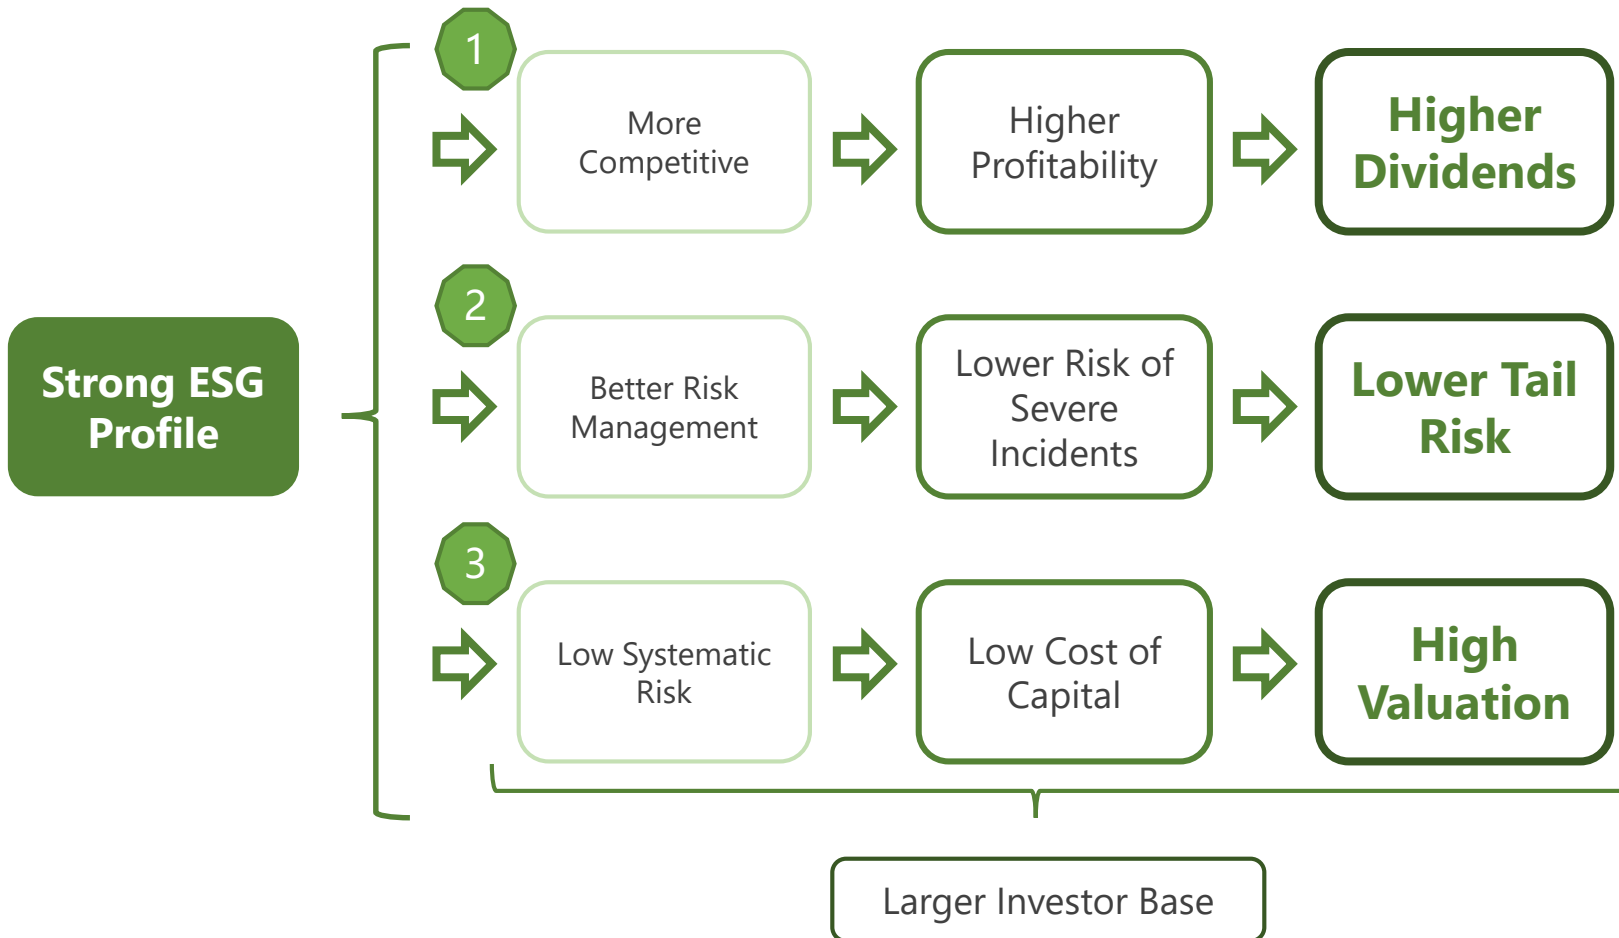 Strong ESG
Profile
1
More
Competitive
Higher
Profitability
Higher
Dividends
2
Better Risk
Management
Lower Risk of
Severe
Incidents
Lower Tail
Risk
3
Low Systematic
Risk
Low Cost of
Capital
High
Valuation
Larger Investor Base